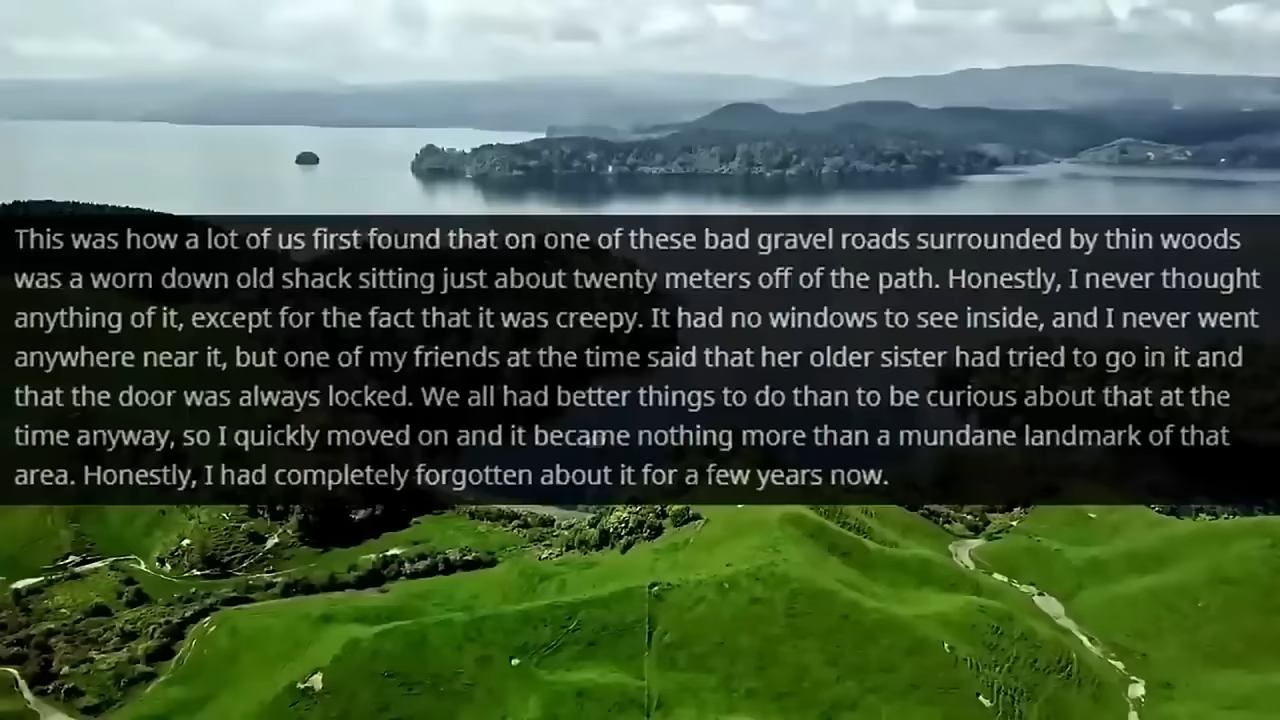 This was how a lot of us first found that on one of these bad gravel roads surrounded by thin woods
was a worn down old shack sitting just about twenty meters off of the path. Honestly, I never thought
anything of it, except for the fact that it was creepy. It had no windows to see inside, and I never went
anywhere near it, but one of my friends at the time said that her older sister had tried to go in it and
that the door was always locked. We all had better things to do than to be curious about that at the
time anyway, so I quickly moved on and it became nothing more than a mundane landmark of that
area. Honestly, I had completely forgotten about it for a few years now.